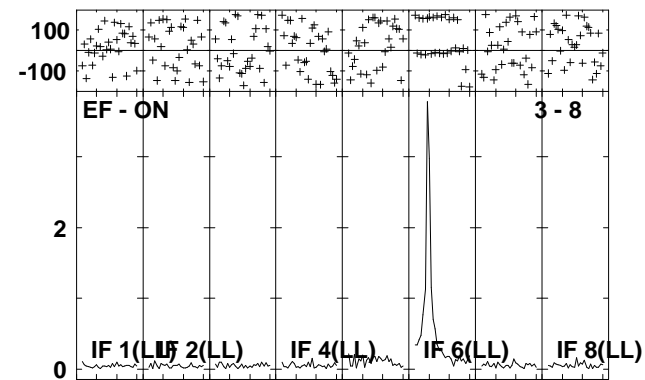 100
-100
EF - ON 3 - 8
2
IF 1(LL) IF 2(LL) IF 4(LL) IF 6(LL) IF 8(LL)
0